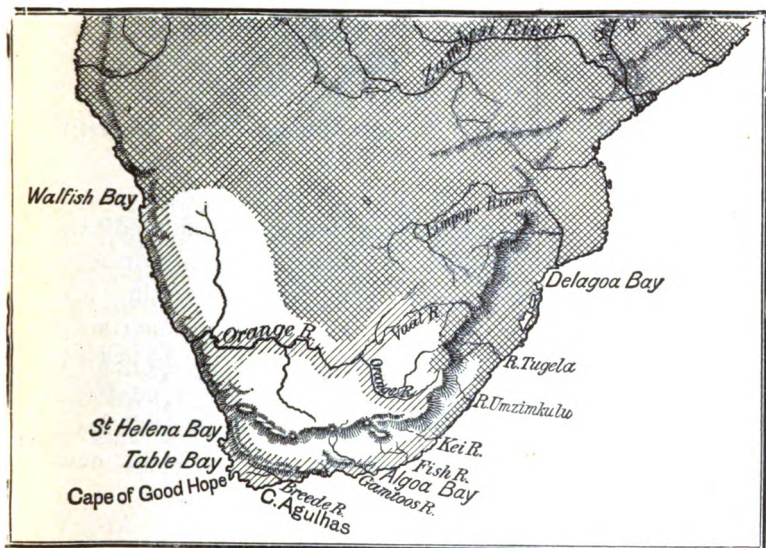 Zambesi River
Walfish Bay
Limpopo River
Delagoa Bay
Orange R.
Vaal R.
Orange R.
R. Tugela
R. Umzimkulu
St Helena Bay
Kei R.
Table Bay
Fish R.
Algoa Bay
Cape of Good Hope
Gamtoos R.
Breede R.
C. Agulhas